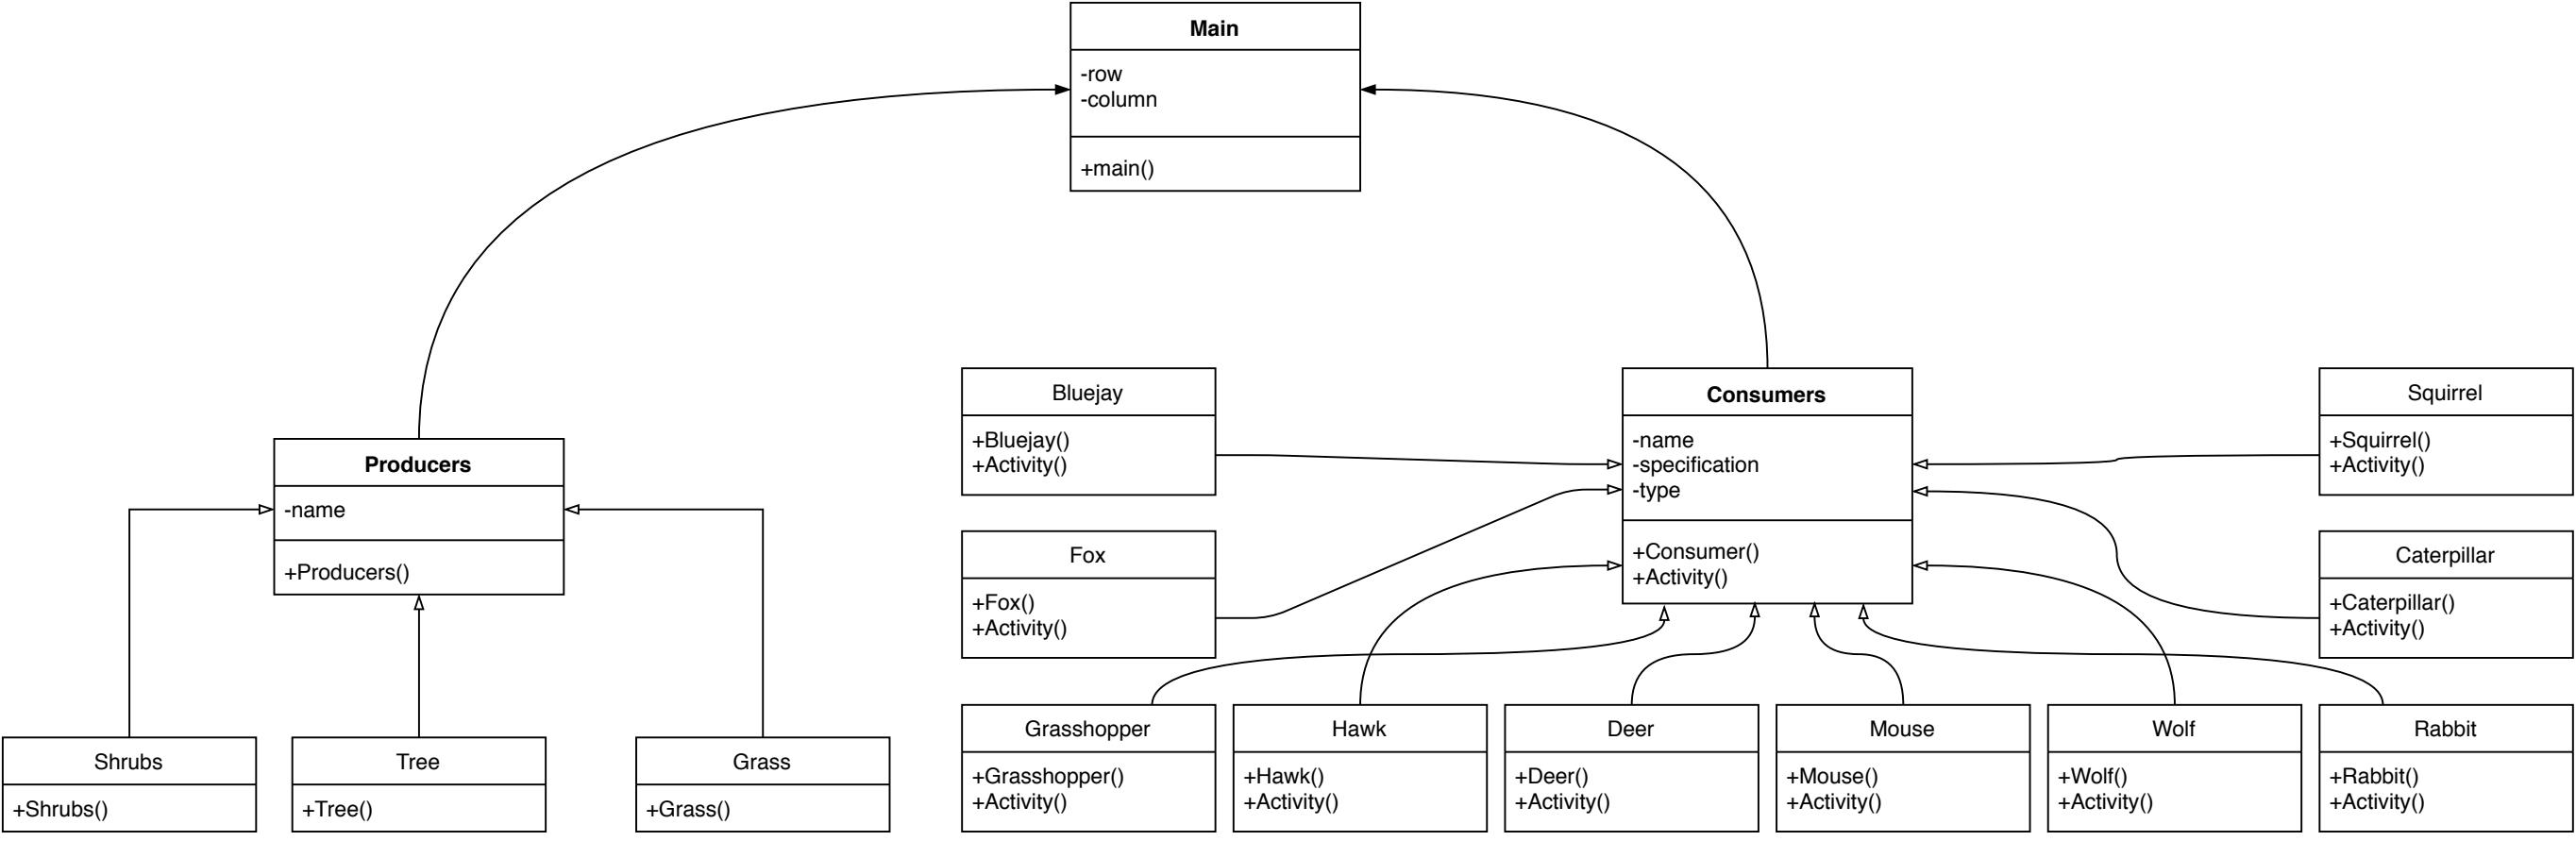 Main
-row
-column
+main()
Producers
-name
+Producers()
Shrubs
+Shrubs()
Tree
+Tree()
Grass
+Grass()
Bluejay
+Bluejay()
+Activity()
Fox
+Fox()
+Activity()
Consumers
-name
-specification
-type
+Consumer()
+Activity()
Squirrel
+Squirrel()
+Activity()
Caterpillar
+Caterpillar()
+Activity()
Grasshopper
+Grasshopper()
+Activity()
Hawk
+Hawk()
+Activity()
Deer
+Deer()
+Activity()
Mouse
+Mouse()
+Activity()
Wolf
+Wolf()
+Activity()
Rabbit
+Rabbit()
+Activity()